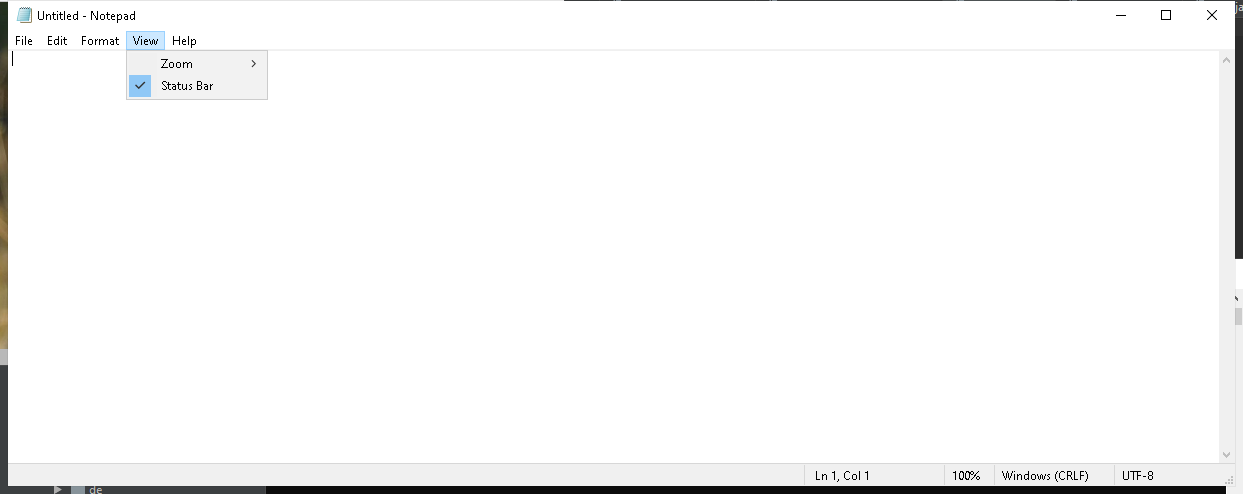 Untitled - Notepad
File Edit Format View Help
Zoom
Status Bar
Ln 1, Col 1 100% Windows (CRLF) UTF-8
de